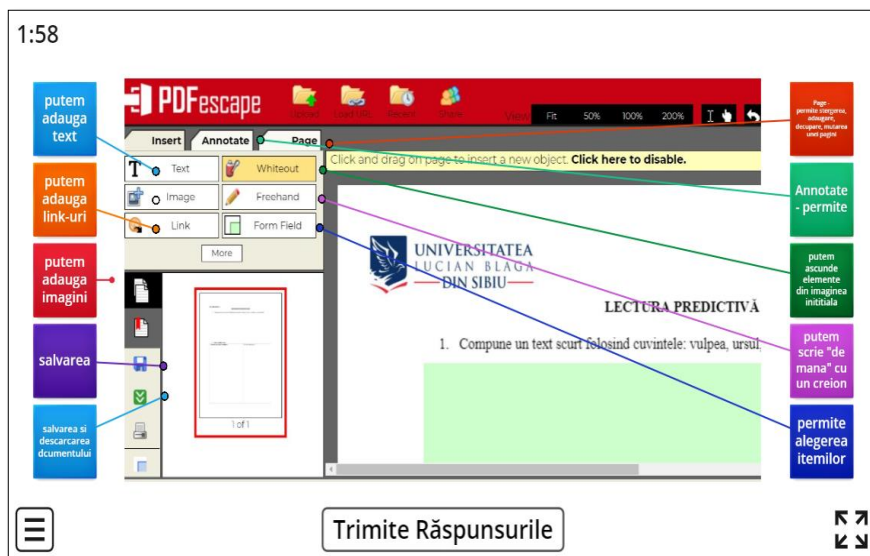 1:58
putem
adauga
text
putem
adauga
link-uri
putem
adauga
imagini
salvarea
salvarea si
descarcarea
dcumentului
PDFescape
Upload
Load URL
Recent
Share
View
Fit 50% 100% 200%
Insert Annotate Page
Click and drag on page to insert a new object. Click here to disable.
T Text
Whiteout
Image
Freehand
Link
Form Field
More
1 of 1
UNIVERSITATEA
LUCIAN BLAGA
DIN SIBIU
LECTURA PREDICTIVĂ
1. Compune un text scurt folosind cuvintele: vulpea, ursul,
Page -
permite stergerea,
adaugare,
decupare, mutarea
unei pagini
Annotate
- permite
putem
ascunde
elemente
din imaginea
inititiala
putem
scrie "de
mana" cu
un creion
permite
alegerea
itemilor
Trimite Răspunsurile